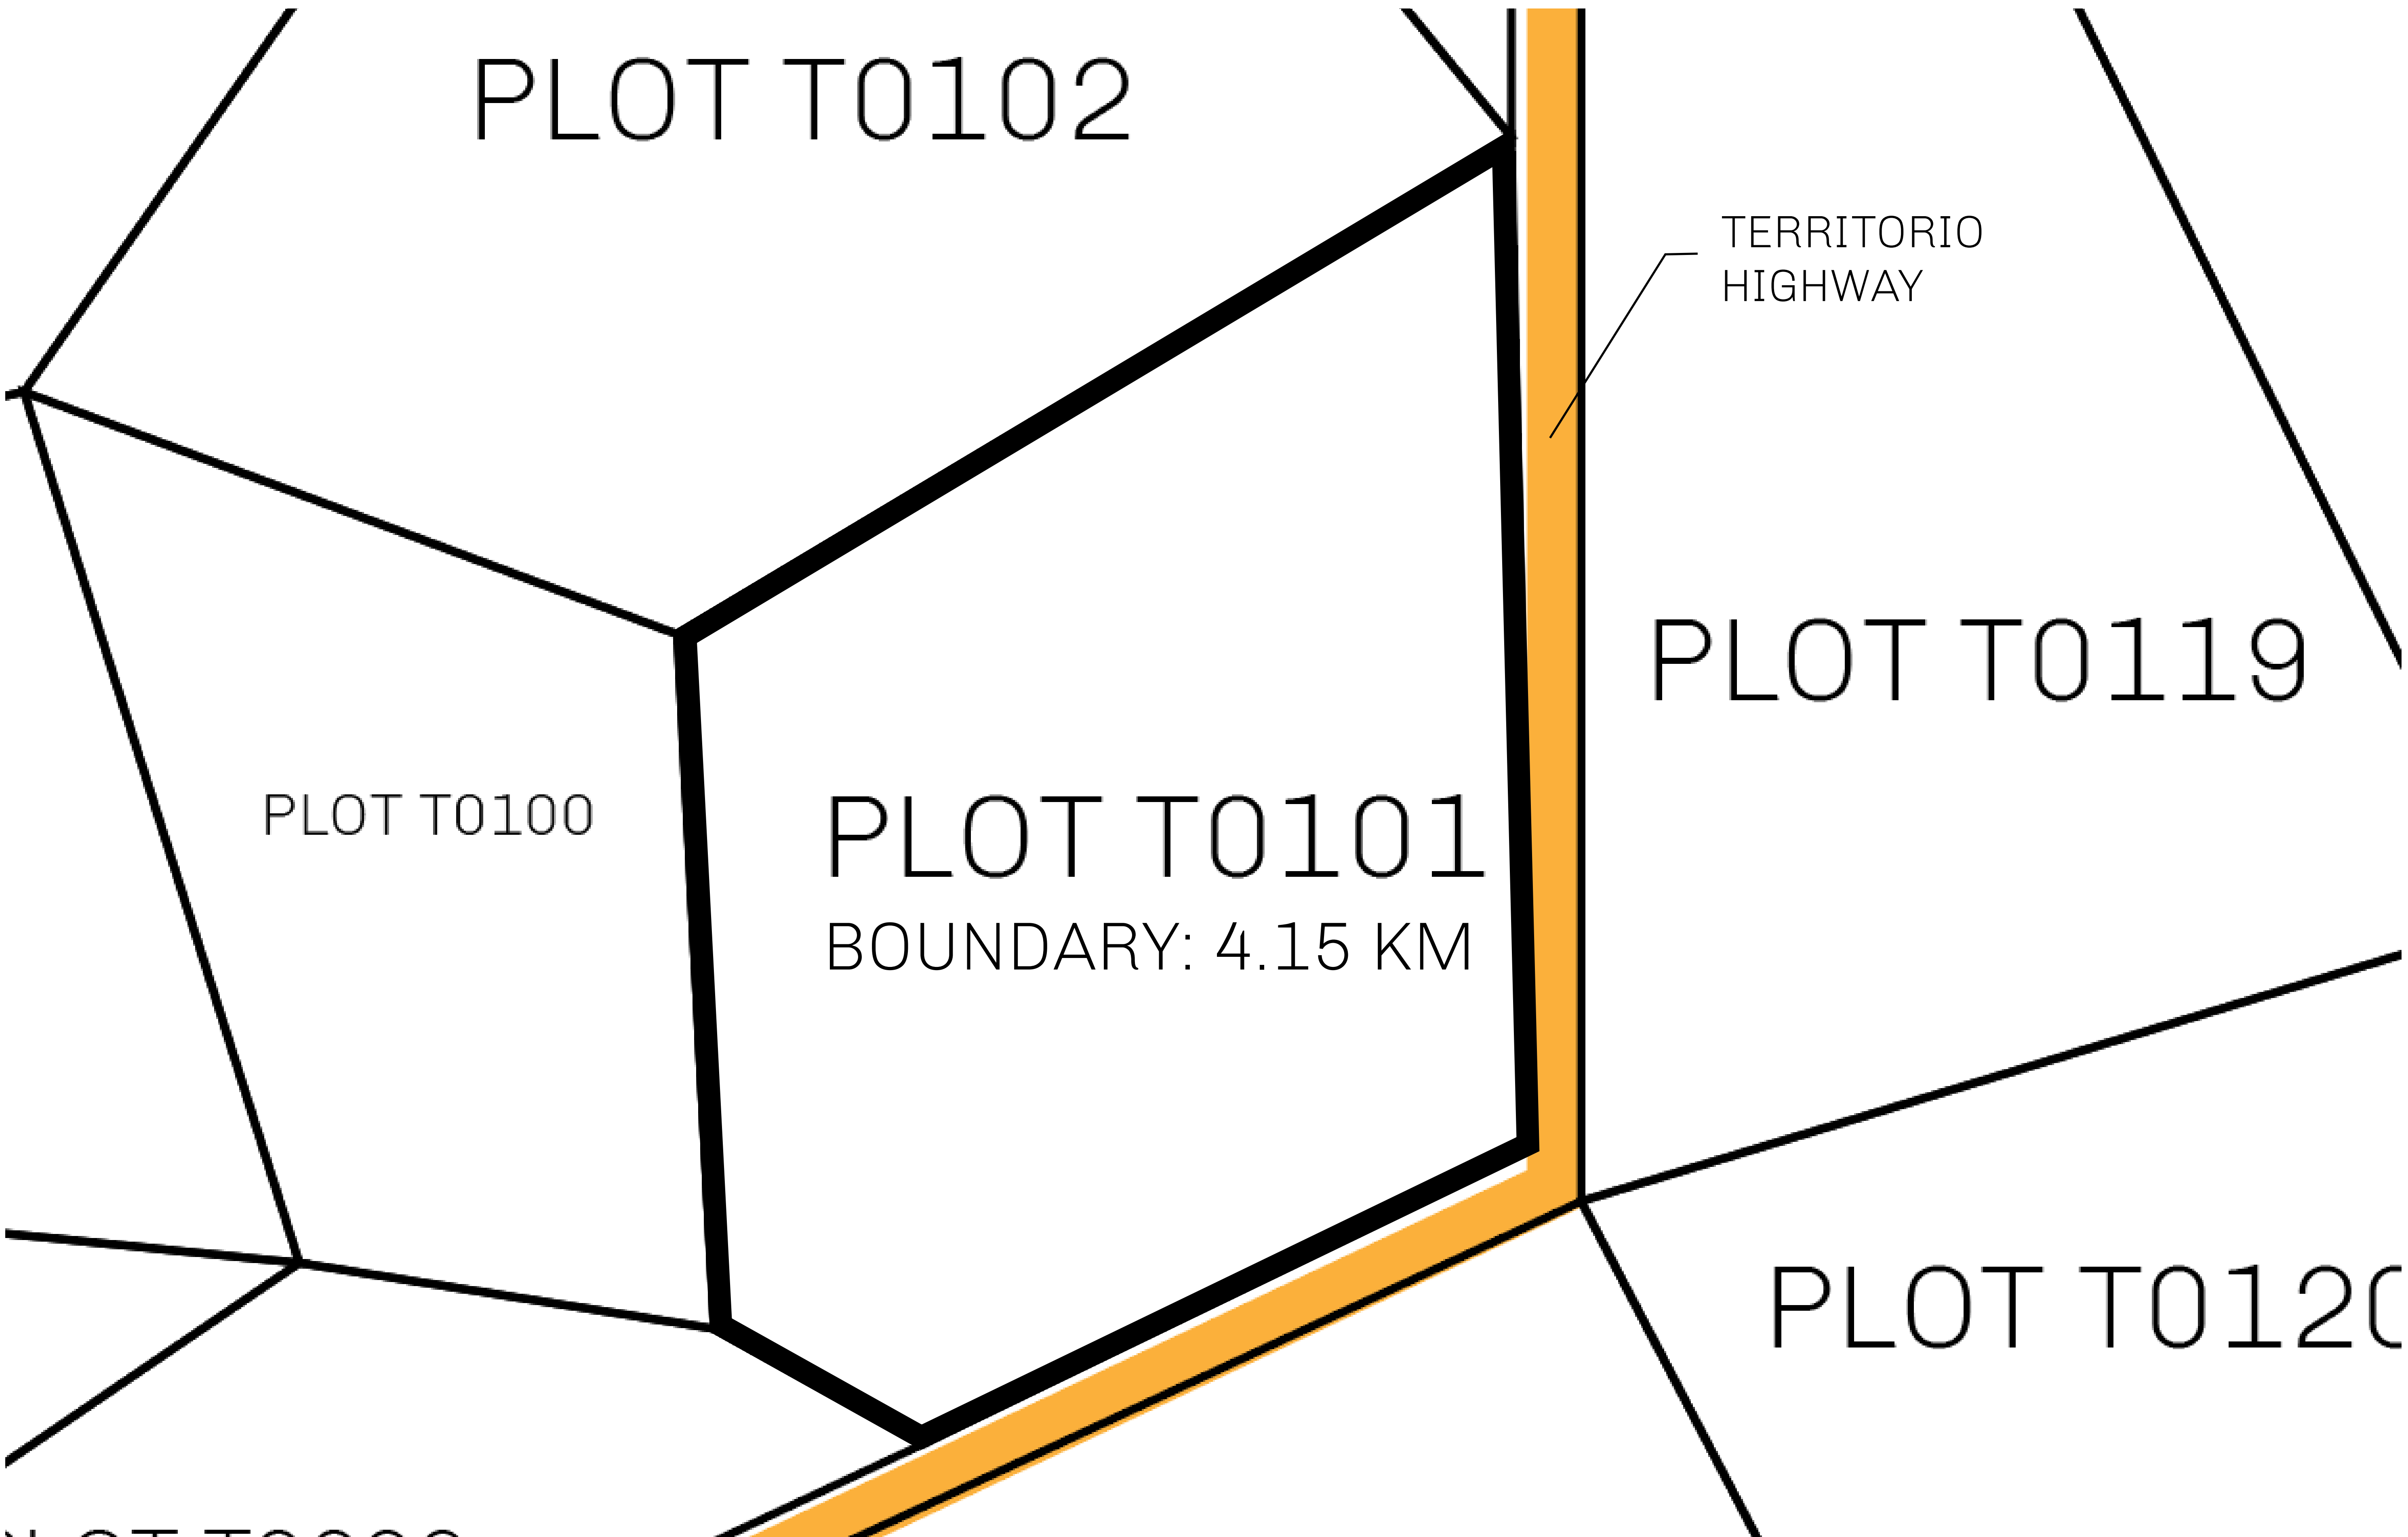 PLOT T0102
TERRITORIO
HIGHWAY
PLOT T0119
PLOT T0100
PLOT T0101
BOUNDARY: 4.15 KM